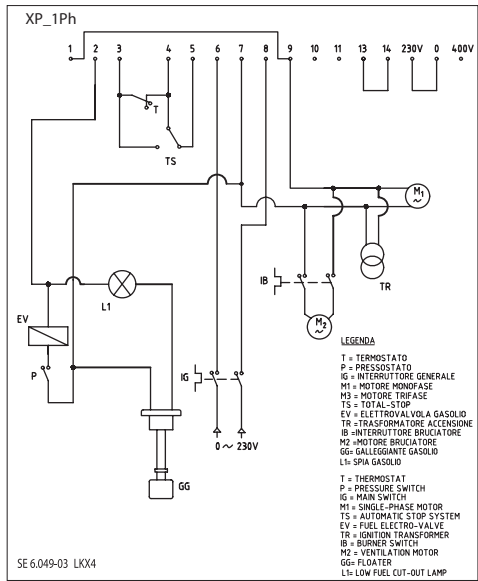 XP_1Ph
1 2 3 4 5 6 7 8 9 10 11 13 14 230V 0 400V
T
TS
M1
~
TR
IB
L1
EV
M2
~
P
IG
0 ~ 230V
GG
LEGENDA
T = TERMOSTATO
P = PRESSOSTATO
IG = INTERRUTTORE GENERALE
M1 = MOTORE MONOFASE
M3 = MOTORE TRIFASE
TS = TOTAL-STOP
EV = ELETTROVALVOLA GASOLIO
TR =TRASFORMATORE ACCENSIONE
IB =INTERRUTTORE BRUCIATORE
M2 =MOTORE BRUCIATORE
GG= GALLEGGIANTE GASOLIO
L1= SPIA GASOLIO
T = THERMOSTAT
P = PRESSURE SWITCH
IG = MAIN SWITCH
M1 = SINGLE-PHASE MOTOR
TS = AUTOMATIC STOP SYSTEM
EV = FUEL ELECTRO-VALVE
TR = IGNITION TRANSFORMER
IB = BURNER SWITCH
M2 = VENTILATION MOTOR
GG= FLOATER
L1= LOW FUEL CUT-OUT LAMP
SE 6.049-03 LKX4